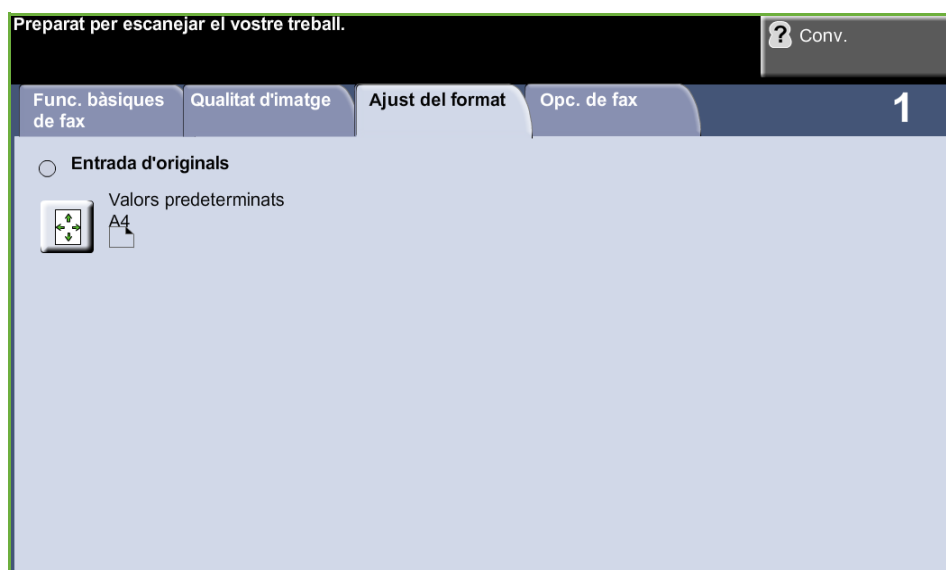 Preparat per escanejar el vostre treball.
? Conv.
Func. bàsiques
de fax
Qualitat d'imatge
Ajust del format
Opc. de fax
1
Entrada d'originals
Valors predeterminats
A4